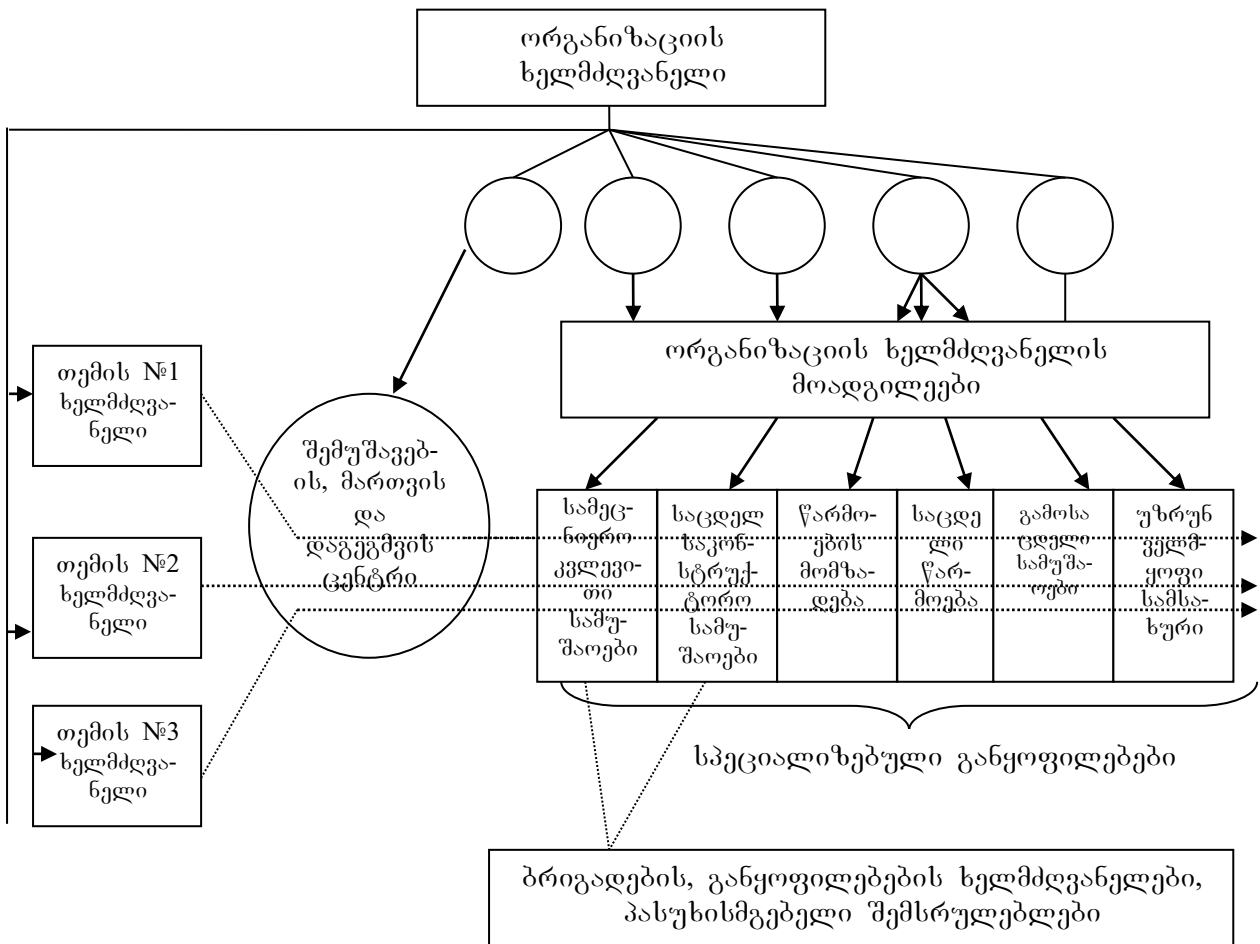 ორგანიზაციის
ხელმძღვანელი
ორგანიზაციის ხელმძღვანელის
მოადგილეები
თემის №1
ხელმძღვა-
ნელი
შემუშავებ-
ის, მართვის
და
დაგეგმვის
ცენტრი
სამეც-
ნიერო
კვლევი-
თი
სამუ-
შაოები
საცდელ
საკონ-
სტრუქ-
ტორო
სამუ-
შაოები
წარმო-
ების
მომზა-
დება
საცდე
ლი
წარ-
მოება
გამოსა
ცდელი
სამუშა-
ოები
უზრუნ
ველმ-
ყოფი
სამსა-
ხური
თემის №2
ხელმძღვა-
ნელი
თემის №3
ხელმძღვა-
ნელი
სპეციალიზებული განყოფილებები
ბრიგადების, განყოფილებების ხელმძღვანელები,
პასუხისმგებელი შემსრულებლები